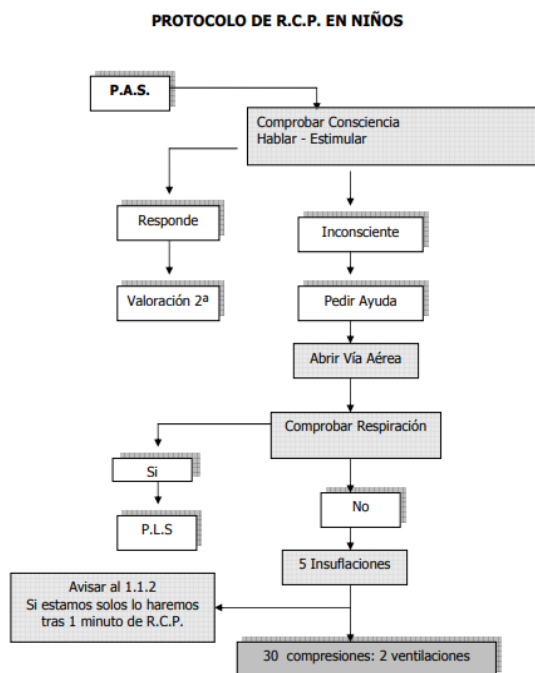 PROTOCOLO DE R.C.P. EN NIÑOS
P.A.S.
Comprobar Consciencia
Hablar - Estimular
Responde
Inconsciente
Valoración 2ª
Pedir Ayuda
Abrir Vía Aérea
Comprobar Respiración
Si
No
P.L.S
5 Insuflaciones
Avisar al 1.1.2
Si estamos solos lo haremos
tras 1 minuto de R.C.P.
30 compresiones: 2 ventilaciones